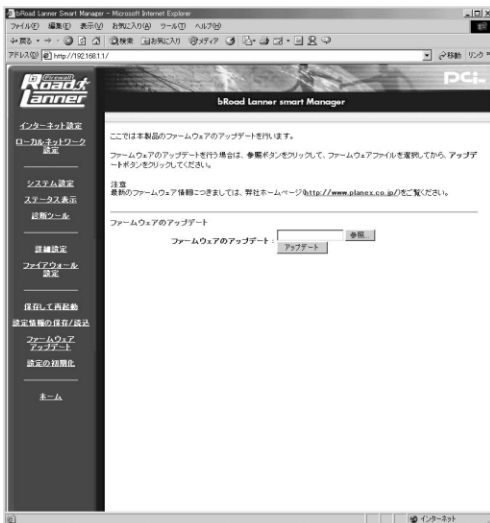 bRoad Lanner Smart Manager - Microsoft Internet Explorer
ファイル(F) 編集(E) 表示(V) お気に入り(A) ツール(T) ヘルプ(H)
戻る 検索 お気に入り メディア
アドレス(D) http://192.168.1.1/ 移動 リンク
Firewall
bRoad Lanner
PCi
bRoad Lanner smart Manager
インターネット設定
ローカルネットワーク
設定
システム設定
ステータス表示
診断ツール
詳細設定
ファイアウォール
設定
保存して再起動
設定情報の保存/読込
ファームウェア
アップデート
設定の初期化
ホーム
ここでは本製品のファームウェアのアップデートを行います。
ファームウェアのアップデートを行う場合は、参照ボタンをクリックして、ファームウェアファイルを選択してから、アップデ
ートボタンをクリックしてください。
注意
最新のファームウェア情報につきましては、弊社ホームページ(http://www.planex.co.jp/)をご覧ください。
ファームウェアのアップデート
ファームウェアのアップデート : 参照...
アップデート
インターネット